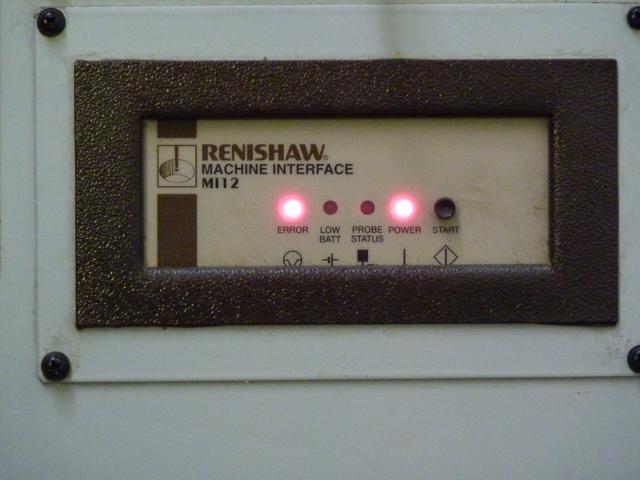 RENISHAW®
MACHINE INTERFACE
MI12
ERROR LOW BATT PROBE STATUS POWER START